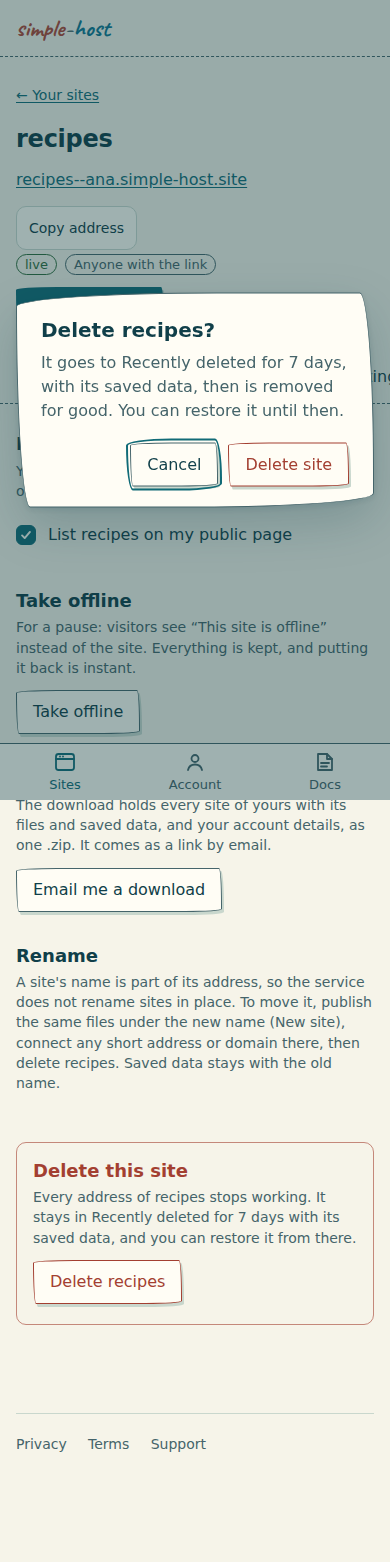 simple-host
← Your sites
recipes
recipes--ana.simple-host.site
Copy address
live
Anyone with the link
Delete recipes?
It goes to Recently deleted for 7 days,
with its saved data, then is removed
for good. You can restore it until then.
Cancel
Delete site
List recipes on my public page
Take offline
For a pause: visitors see “This site is offline”
instead of the site. Everything is kept, and putting
it back is instant.
Take offline
Sites
Account
Docs
The download holds every site of yours with its
files and saved data, and your account details, as
one .zip. It comes as a link by email.
Email me a download
Rename
A site's name is part of its address, so the service
does not rename sites in place. To move it, publish
the same files under the new name (New site),
connect any short address or domain there, then
delete recipes. Saved data stays with the old
name.
Delete this site
Every address of recipes stops working. It
stays in Recently deleted for 7 days with its
saved data, and you can restore it from there.
Delete recipes
Privacy
Terms
Support